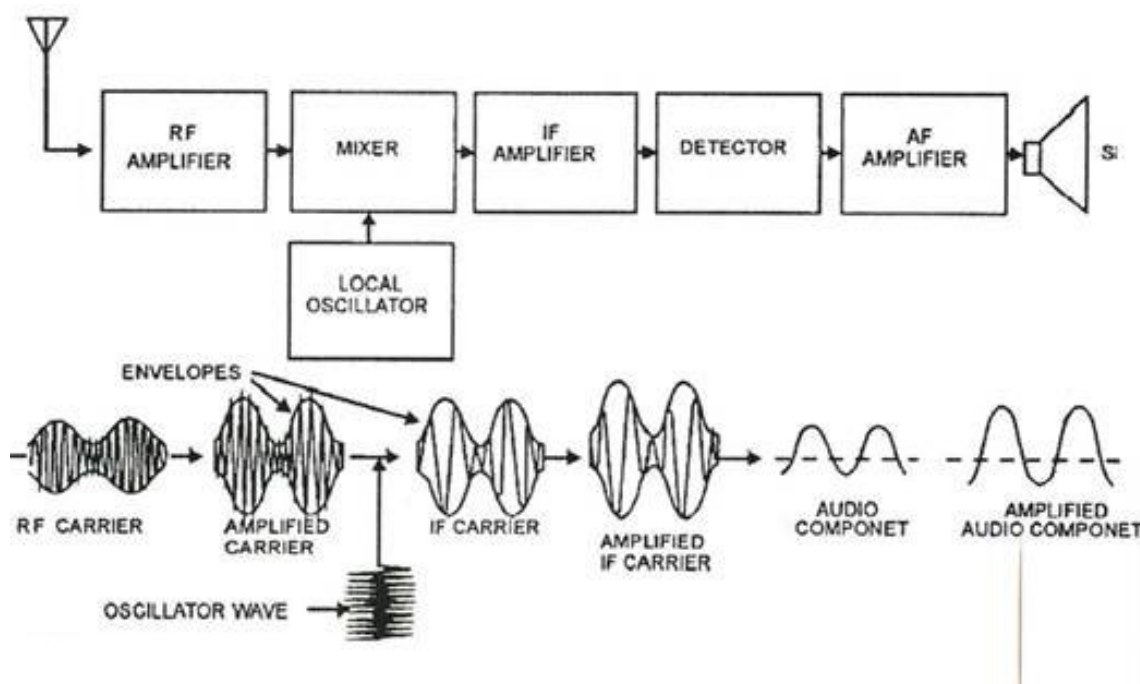 RF
AMPLIFIER
MIXER
IF
AMPLIFIER
DETECTOR
AF
AMPLIFIER
LOCAL
OSCILLATOR
ENVELOPES
RF CARRIER
AMPLIFIED
CARRIER
IF CARRIER
AMPLIFIED
IF CARRIER
AUDIO
COMPONET
AMPLIFIED
AUDIO COMPONET
OSCILLATOR WAVE